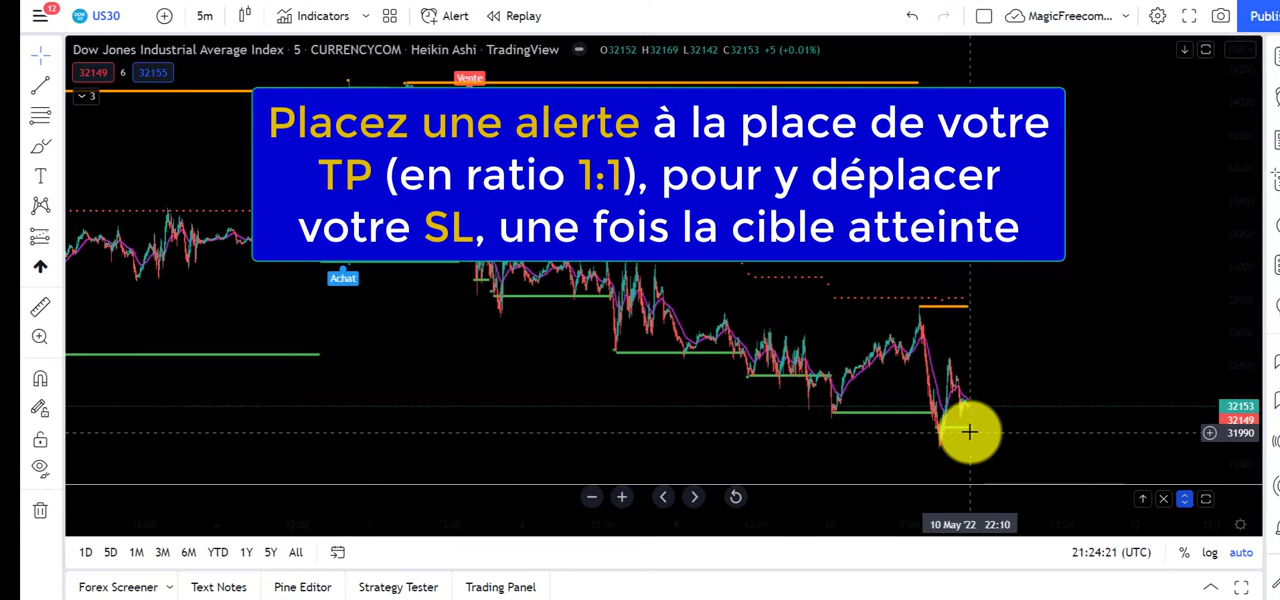 12
US30
5m
Indicators
Alert
Replay
MagicFreecom...
Publi
Dow Jones Industrial Average Index · 5 · CURRENCYCOM · Heikin Ashi · TradingView
O32152 H32169 L32142 C32153 +5 (+0.01%)
32149 6 32155
3
Vente
Placez une alerte à la place de votre
TP (en ratio 1:1), pour y déplacer
votre SL, une fois la cible atteinte
Achat
32153
32149
31990
10 May '22 22:10
1D 5D 1M 3M 6M YTD 1Y 5Y All
21:24:21 (UTC)
% log auto
Forex Screener
Text Notes
Pine Editor
Strategy Tester
Trading Panel